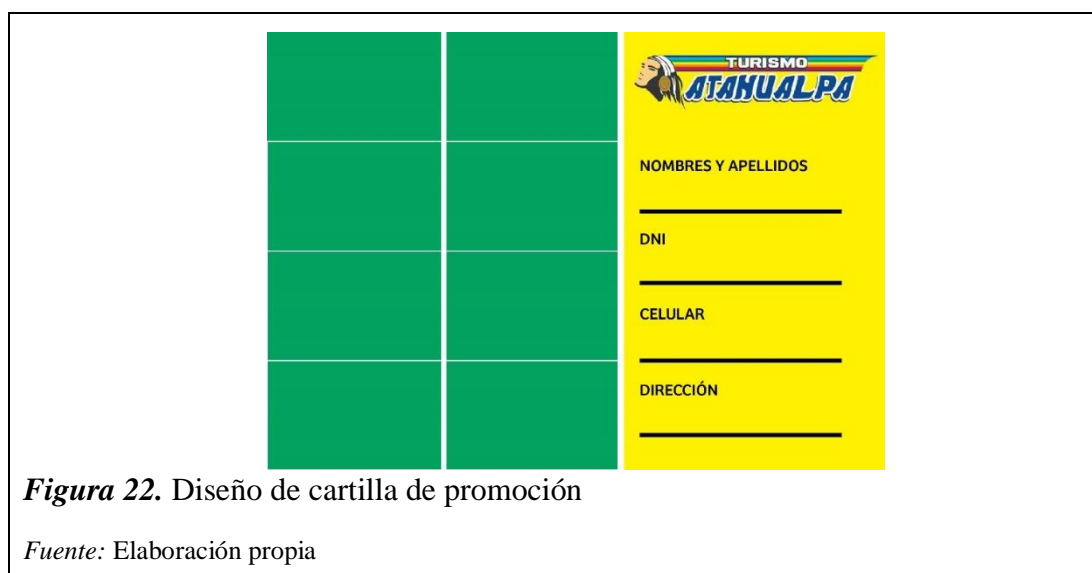 TURISMO
ATAHUALPA
NOMBRES Y APELLIDOS
DNI
CELULAR
DIRECCIÓN
Figura 22. Diseño de cartilla de promoción
Fuente: Elaboración propia